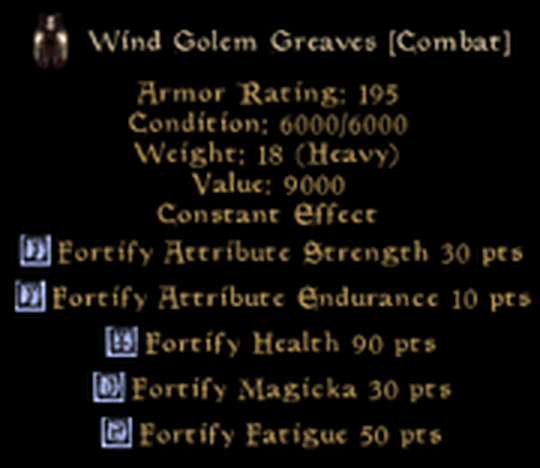 Wind Golem Greaves [Combat]
Armor Rating: 195
Condition: 6000/6000
Weight: 18 (Heavy)
Value: 9000
Constant Effect
Fortify Attribute Strength 30 pts
Fortify Attribute Endurance 10 pts
Fortify Health 90 pts
Fortify Magicka 30 pts
Fortify Fatigue 50 pts